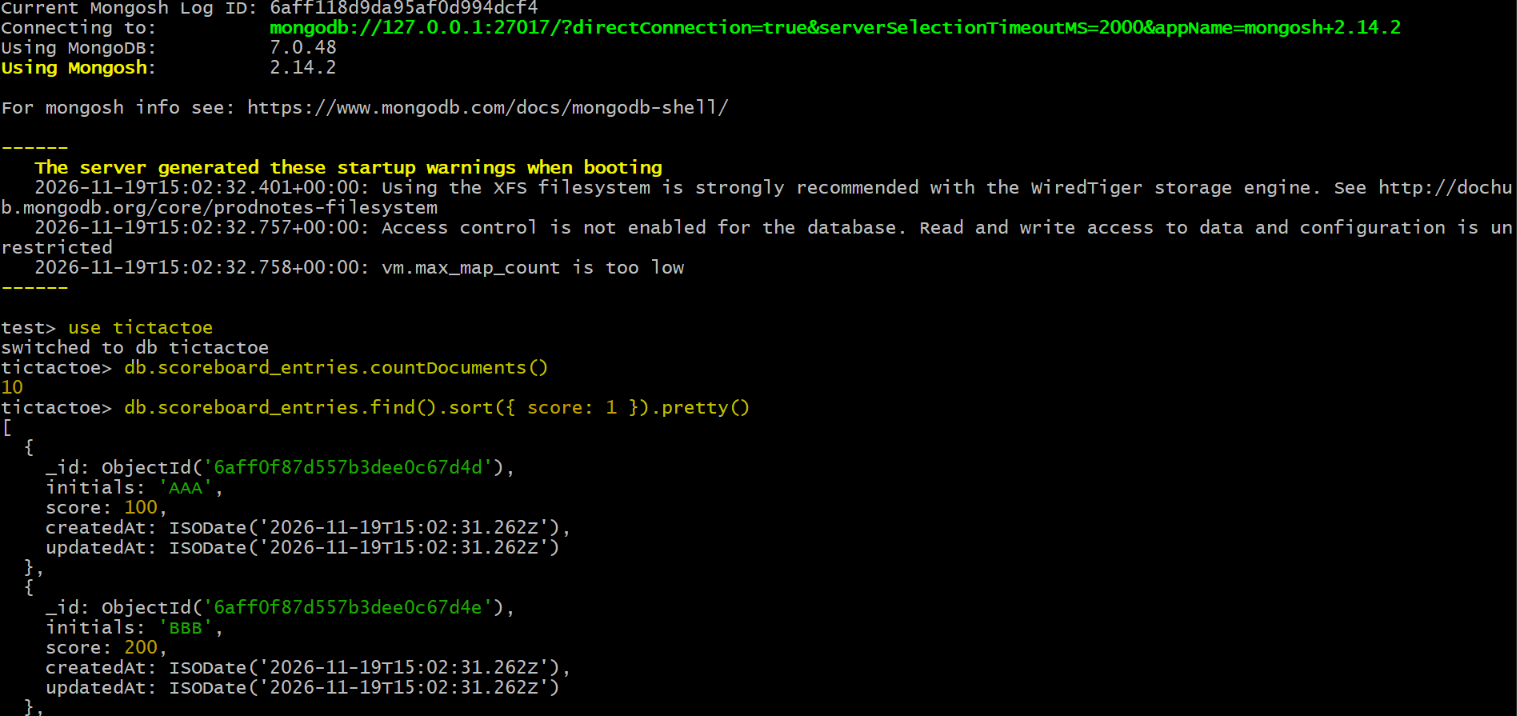 Current Mongosh Log ID: 6aff118d9da95af0d994dcf4
Connecting to:          mongodb://127.0.0.1:27017/?directConnection=true&serverSelectionTimeoutMS=2000&appName=mongosh+2.14.2
Using MongoDB:          7.0.48
Using Mongosh:          2.14.2

For mongosh info see: https://www.mongodb.com/docs/mongodb-shell/

------
   The server generated these startup warnings when booting
   2026-11-19T15:02:32.401+00:00: Using the XFS filesystem is strongly recommended with the WiredTiger storage engine. See http://dochu
b.mongodb.org/core/prodnotes-filesystem
   2026-11-19T15:02:32.757+00:00: Access control is not enabled for the database. Read and write access to data and configuration is un
restricted
   2026-11-19T15:02:32.758+00:00: vm.max_map_count is too low
------

test> use tictactoe
switched to db tictactoe
tictactoe> db.scoreboard_entries.countDocuments()
10
tictactoe> db.scoreboard_entries.find().sort({ score: 1 }).pretty()
[
  {
    _id: ObjectId('6aff0f87d557b3dee0c67d4d'),
    initials: 'AAA',
    score: 100,
    createdAt: ISODate('2026-11-19T15:02:31.262Z'),
    updatedAt: ISODate('2026-11-19T15:02:31.262Z')
  },
  {
    _id: ObjectId('6aff0f87d557b3dee0c67d4e'),
    initials: 'BBB',
    score: 200,
    createdAt: ISODate('2026-11-19T15:02:31.262Z'),
    updatedAt: ISODate('2026-11-19T15:02:31.262Z')
  },